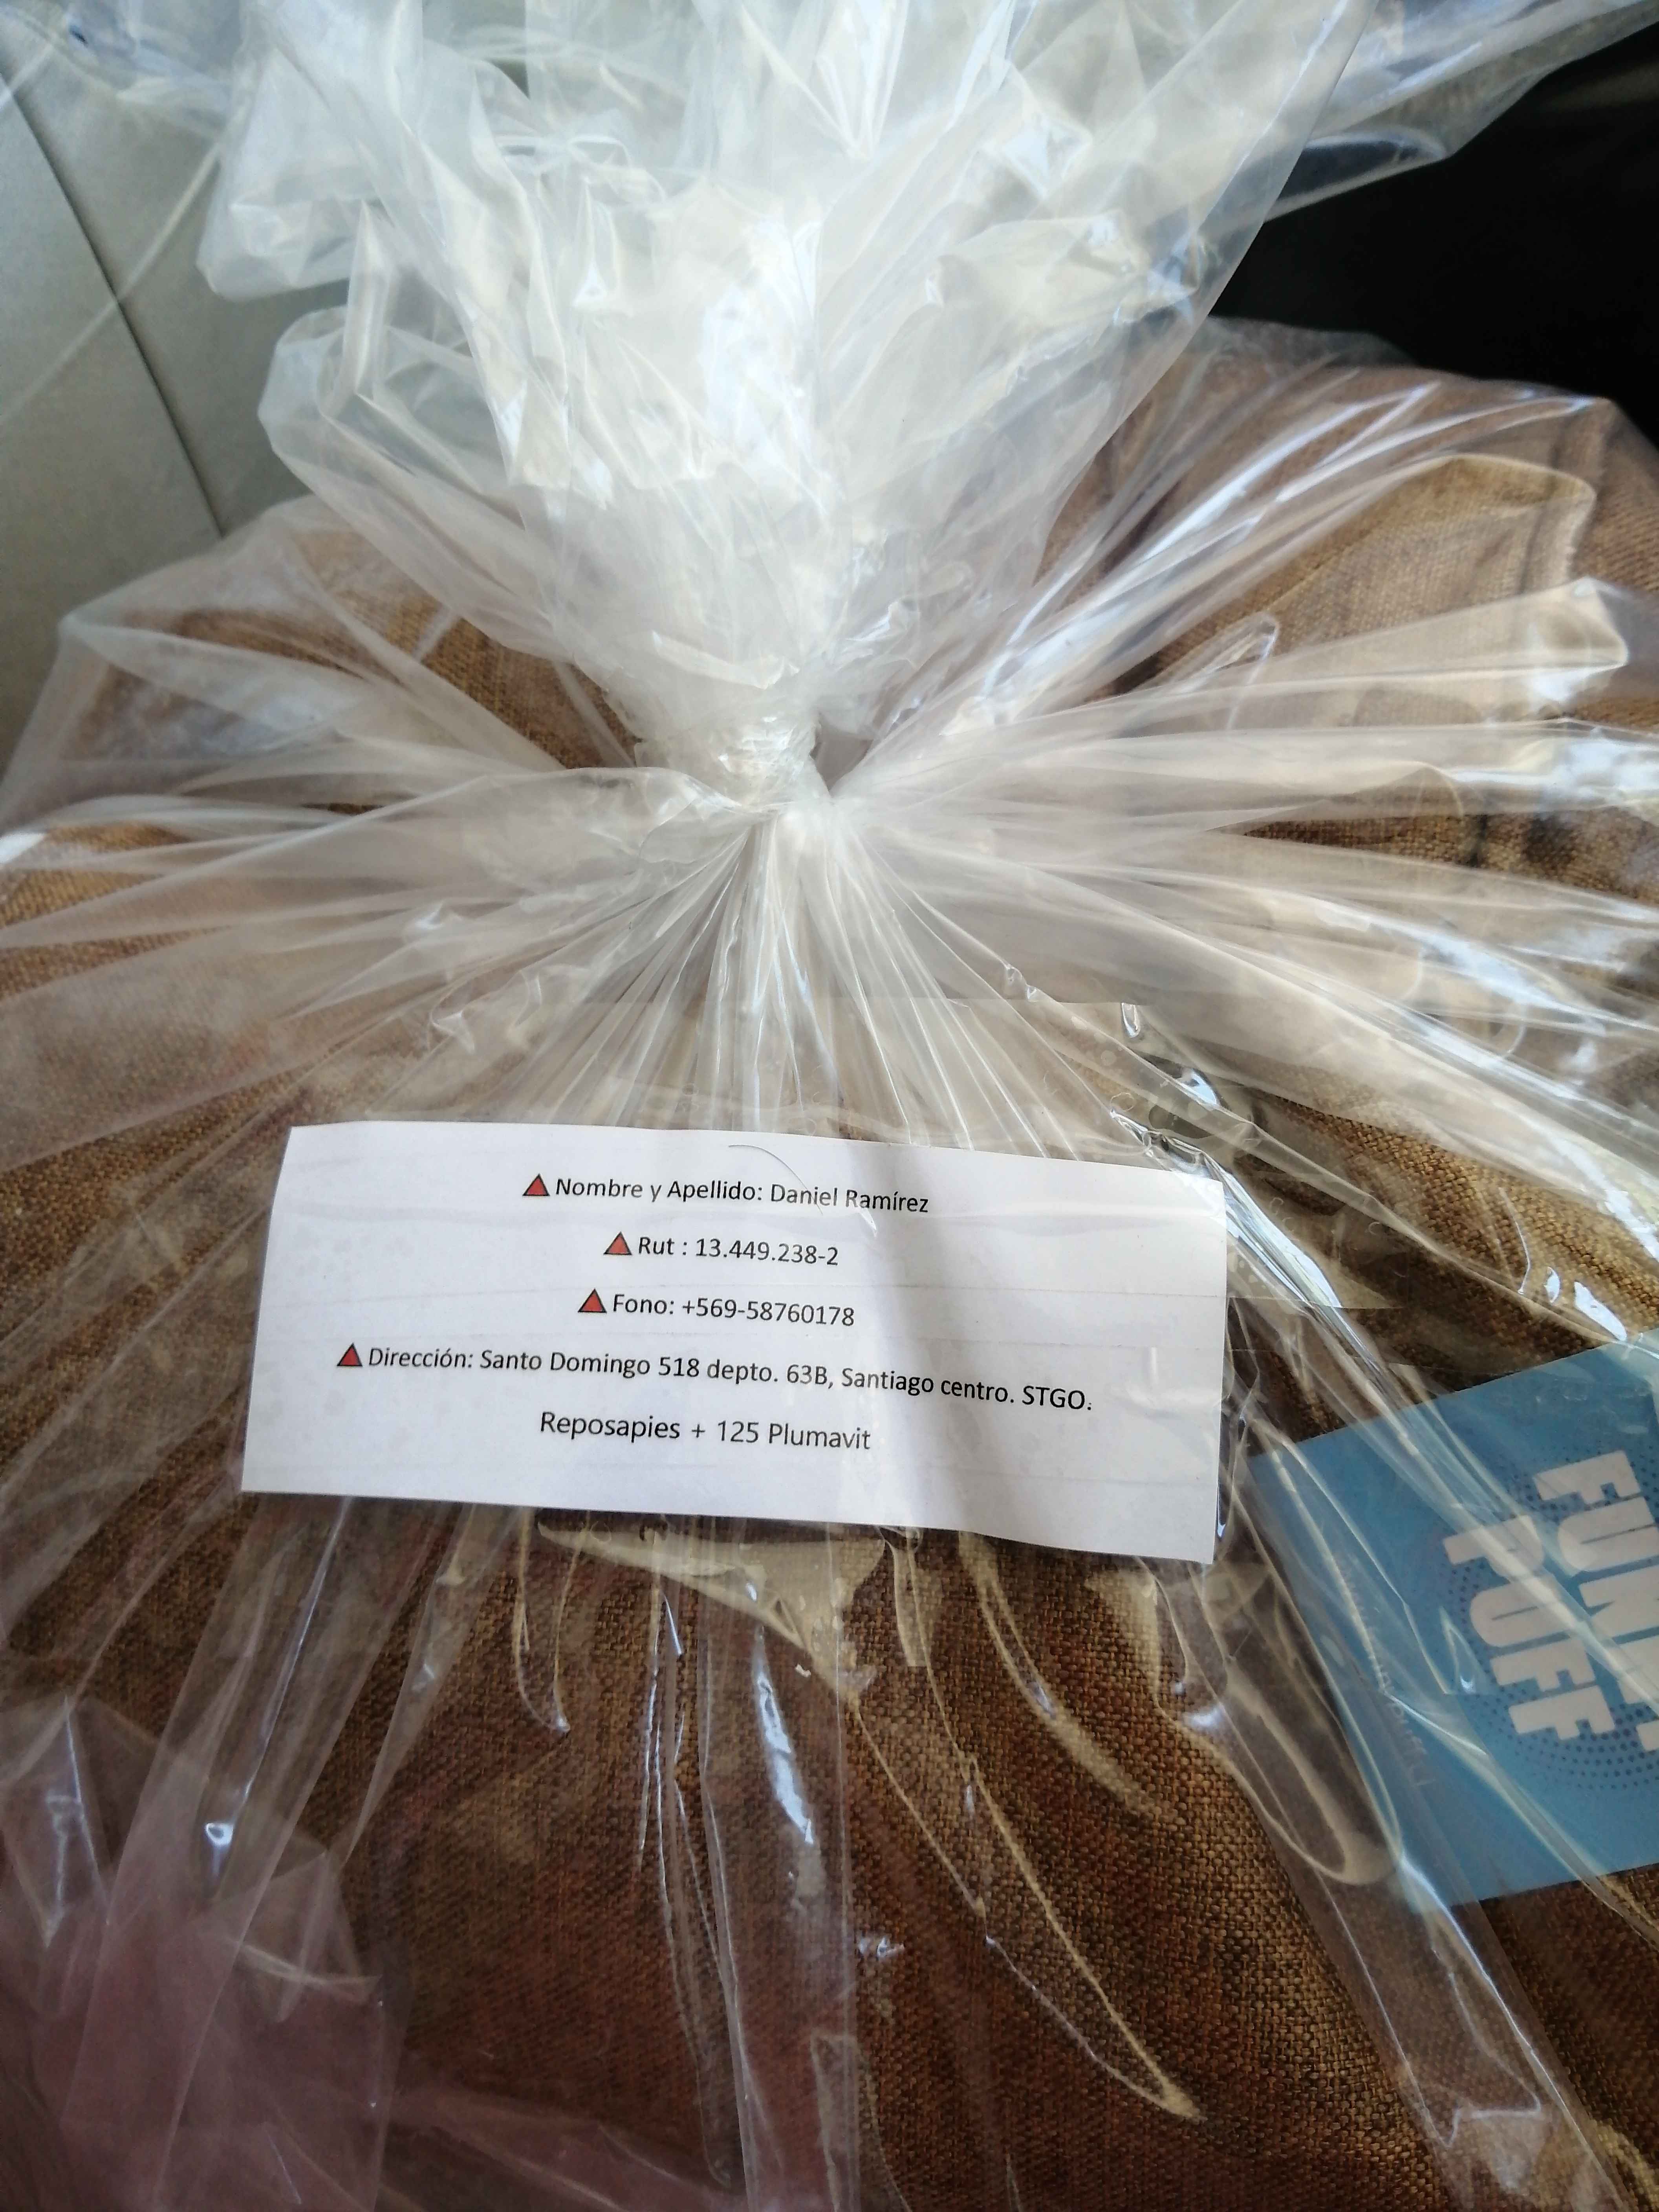 Nombre y Apellido: Daniel Ramírez
Rut : 13.449.238-2
Fono: +569-58760178
Dirección: Santo Domingo 518 depto. 63B, Santiago centro. STGO.
Reposapies + 125 Plumavit
PUFF